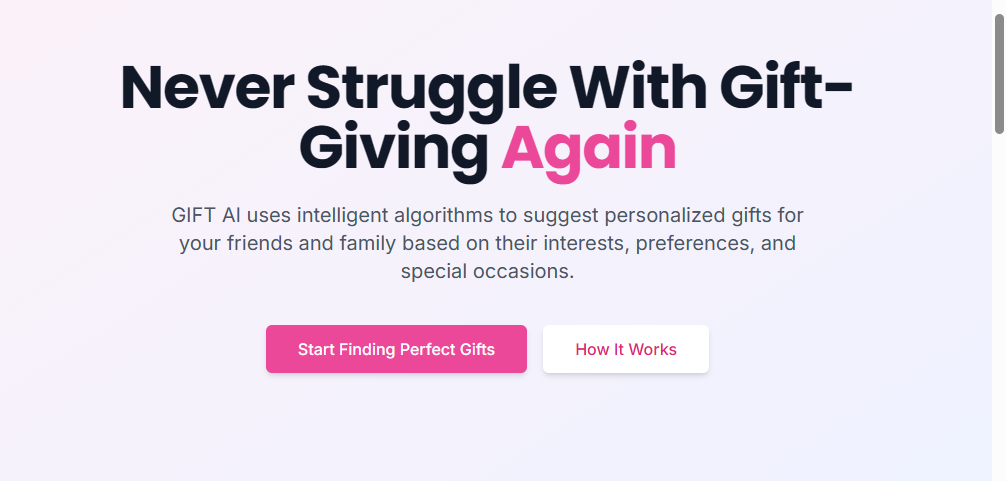 Never Struggle With Gift-
Giving Again
GIFT AI uses intelligent algorithms to suggest personalized gifts for
your friends and family based on their interests, preferences, and
special occasions.
Start Finding Perfect Gifts
How It Works